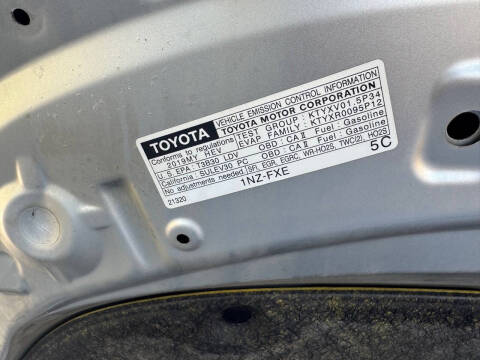 TOYOTA
VEHICLE EMISSION CONTROL INFORMATION
TOYOTA MOTOR CORPORATION
Conforms to regulations
2019MY HEV
TEST GROUP : KTYXV01.5P34
EVAP FAMILY : KTYXR0095P12
U.S.EPA : T3B30 LDV OBD : CA II Fuel : Gasoline
California : SULEV30 PC OBD : CA II Fuel : Gasoline
No adjustments needed. SFI, EGR, EGRC, WR-HO2S, TWC(2), HO2S
21320 1NZ-FXE 5C